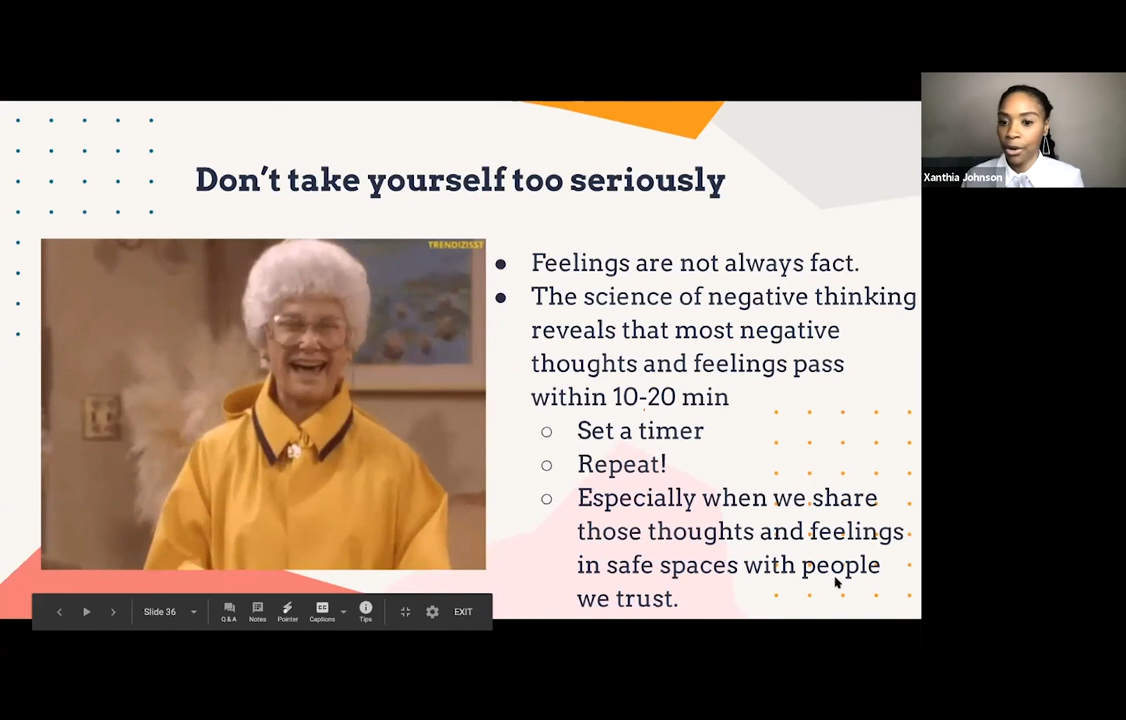 Don't take yourself too seriously
TRENDIZISST
● Feelings are not always fact.
● The science of negative thinking
reveals that most negative
thoughts and feelings pass
within 10-20 min
○ Set a timer
○ Repeat!
○ Especially when we share
those thoughts and feelings
in safe spaces with people
we trust.
Xanthia Johnson
Slide 36
Q & A
Notes
Pointer
CC
Captions
Tips
EXIT